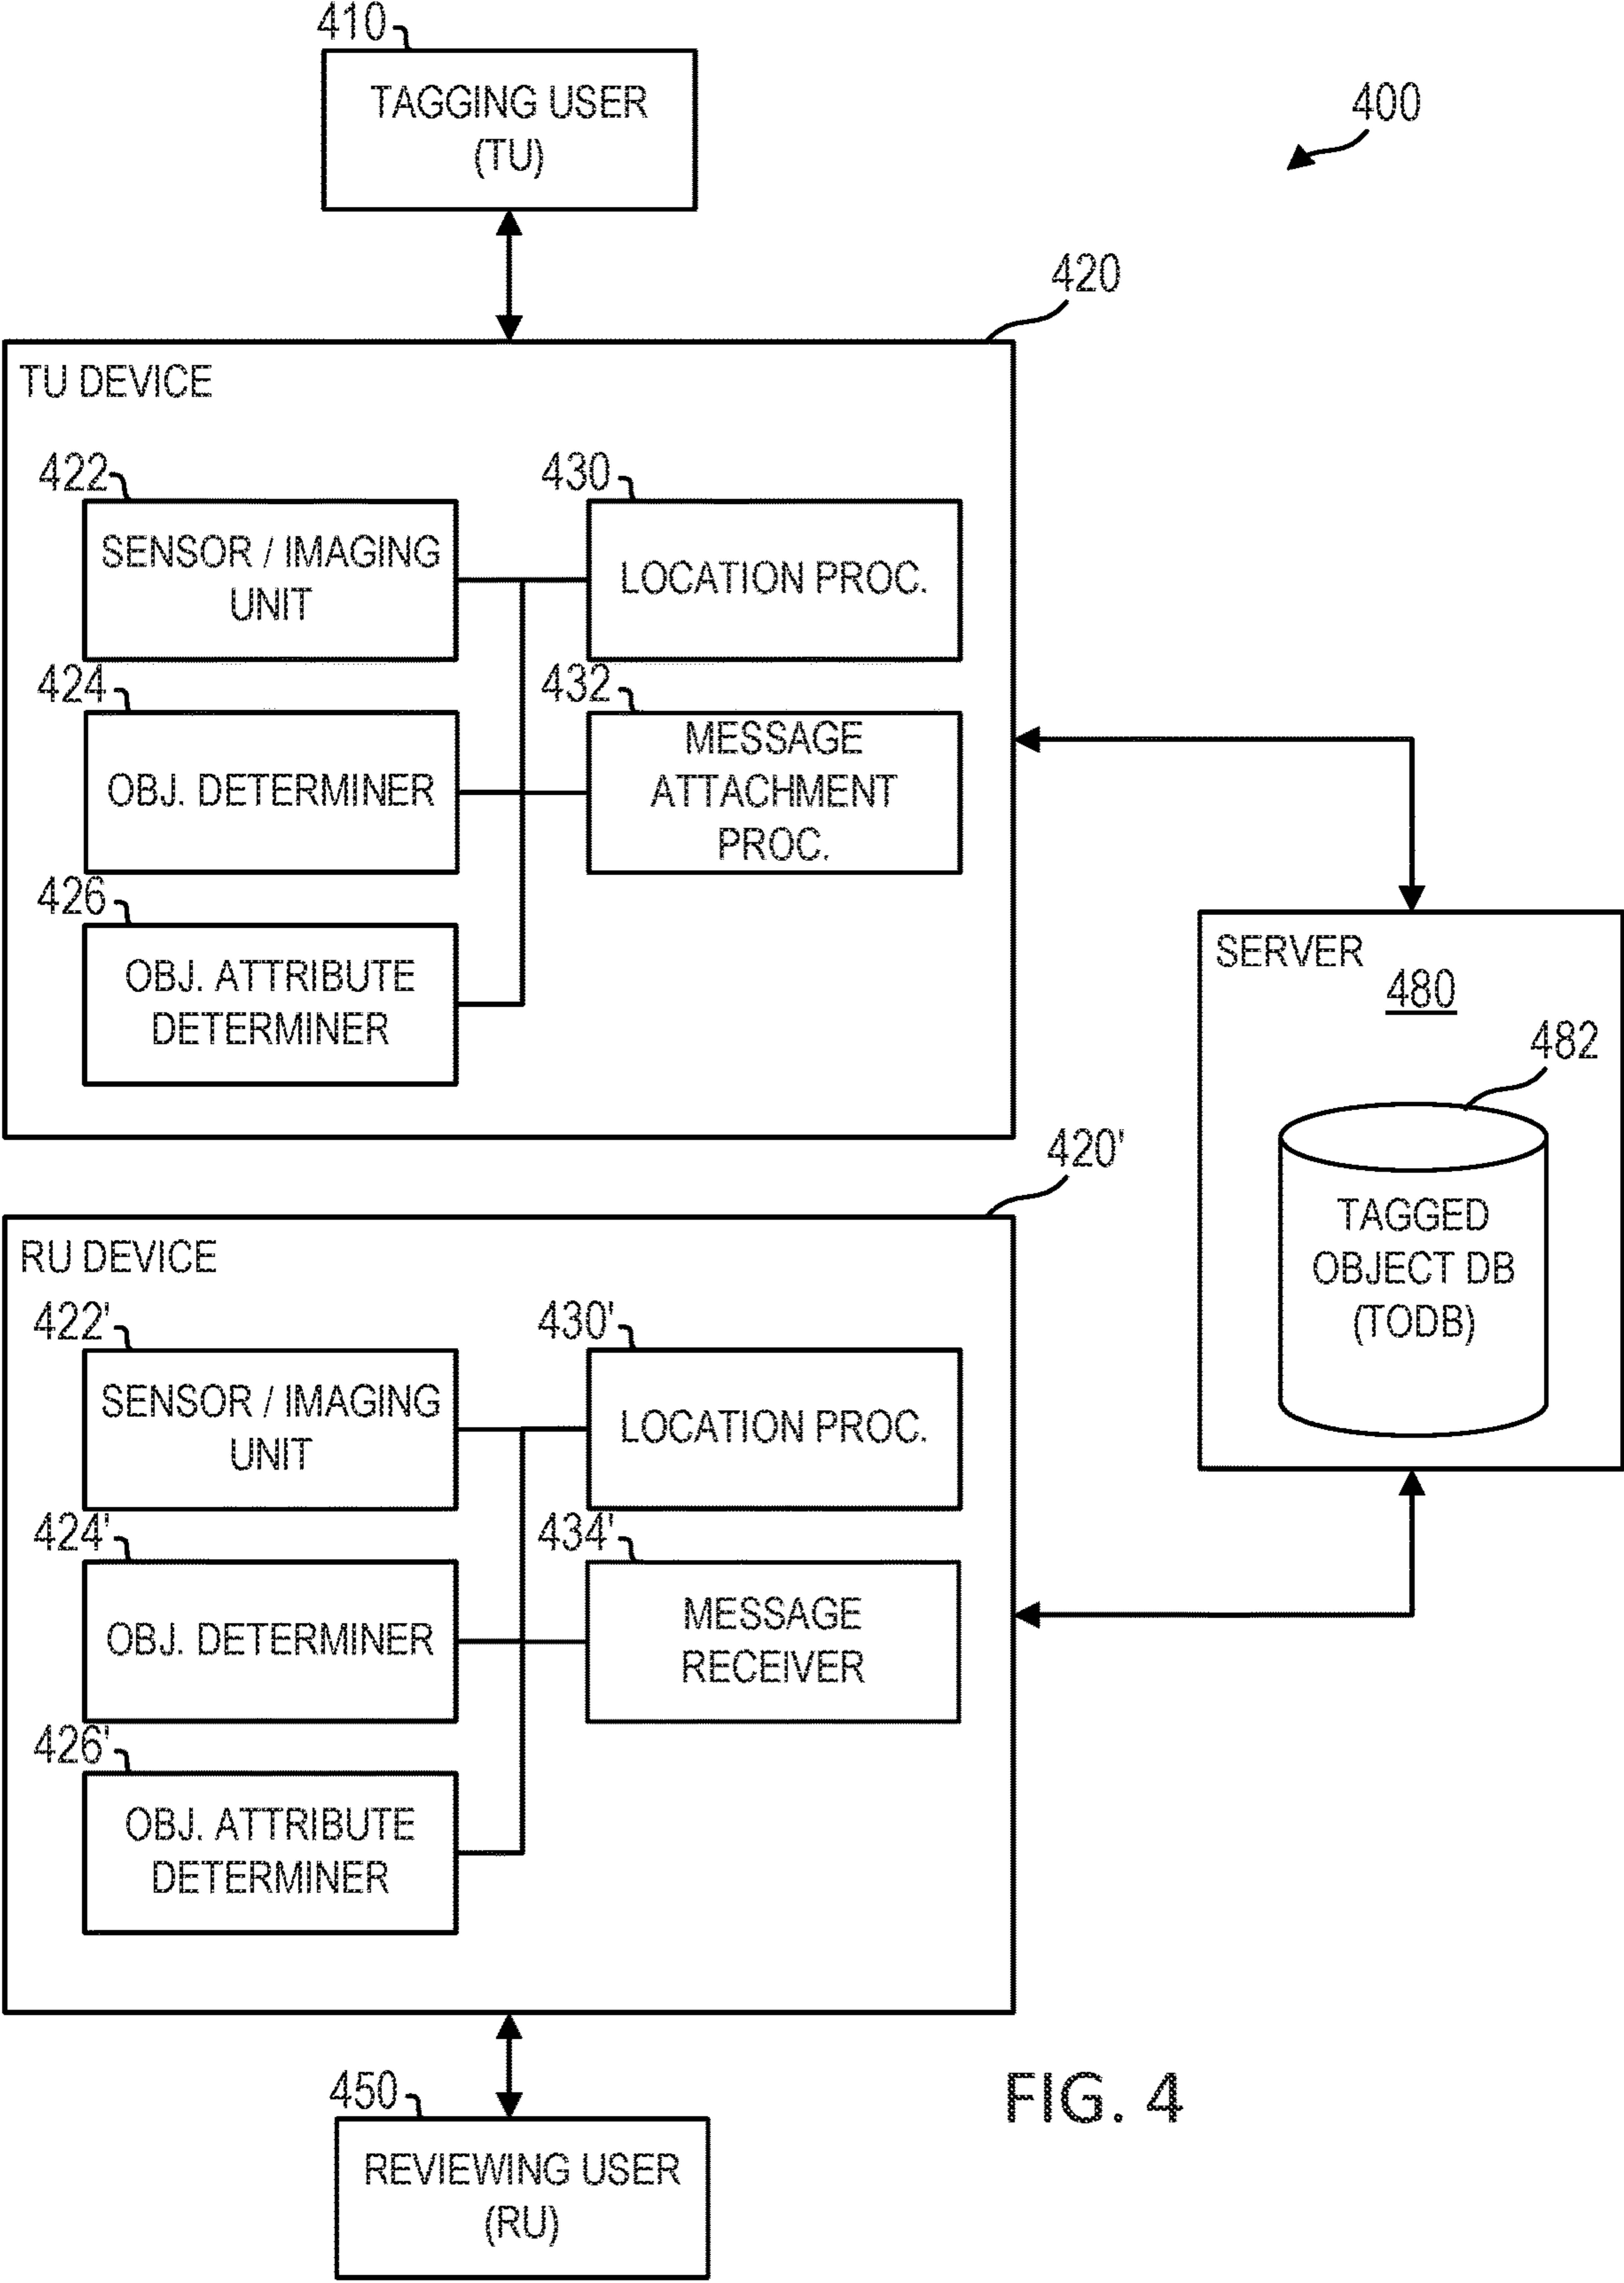 410
TAGGING USER
(TU)
400
420
TU DEVICE
422
SENSOR / IMAGING
UNIT
430
LOCATION PROC.
424
OBJ. DETERMINER
432
MESSAGE
ATTACHMENT
PROC.
426
OBJ. ATTRIBUTE
DETERMINER
SERVER
480
482
TAGGED
OBJECT DB
(TODB)
420'
RU DEVICE
422'
SENSOR / IMAGING
UNIT
430'
LOCATION PROC.
424'
OBJ. DETERMINER
434'
MESSAGE
RECEIVER
426'
OBJ. ATTRIBUTE
DETERMINER
450
REVIEWING USER
(RU)
FIG. 4